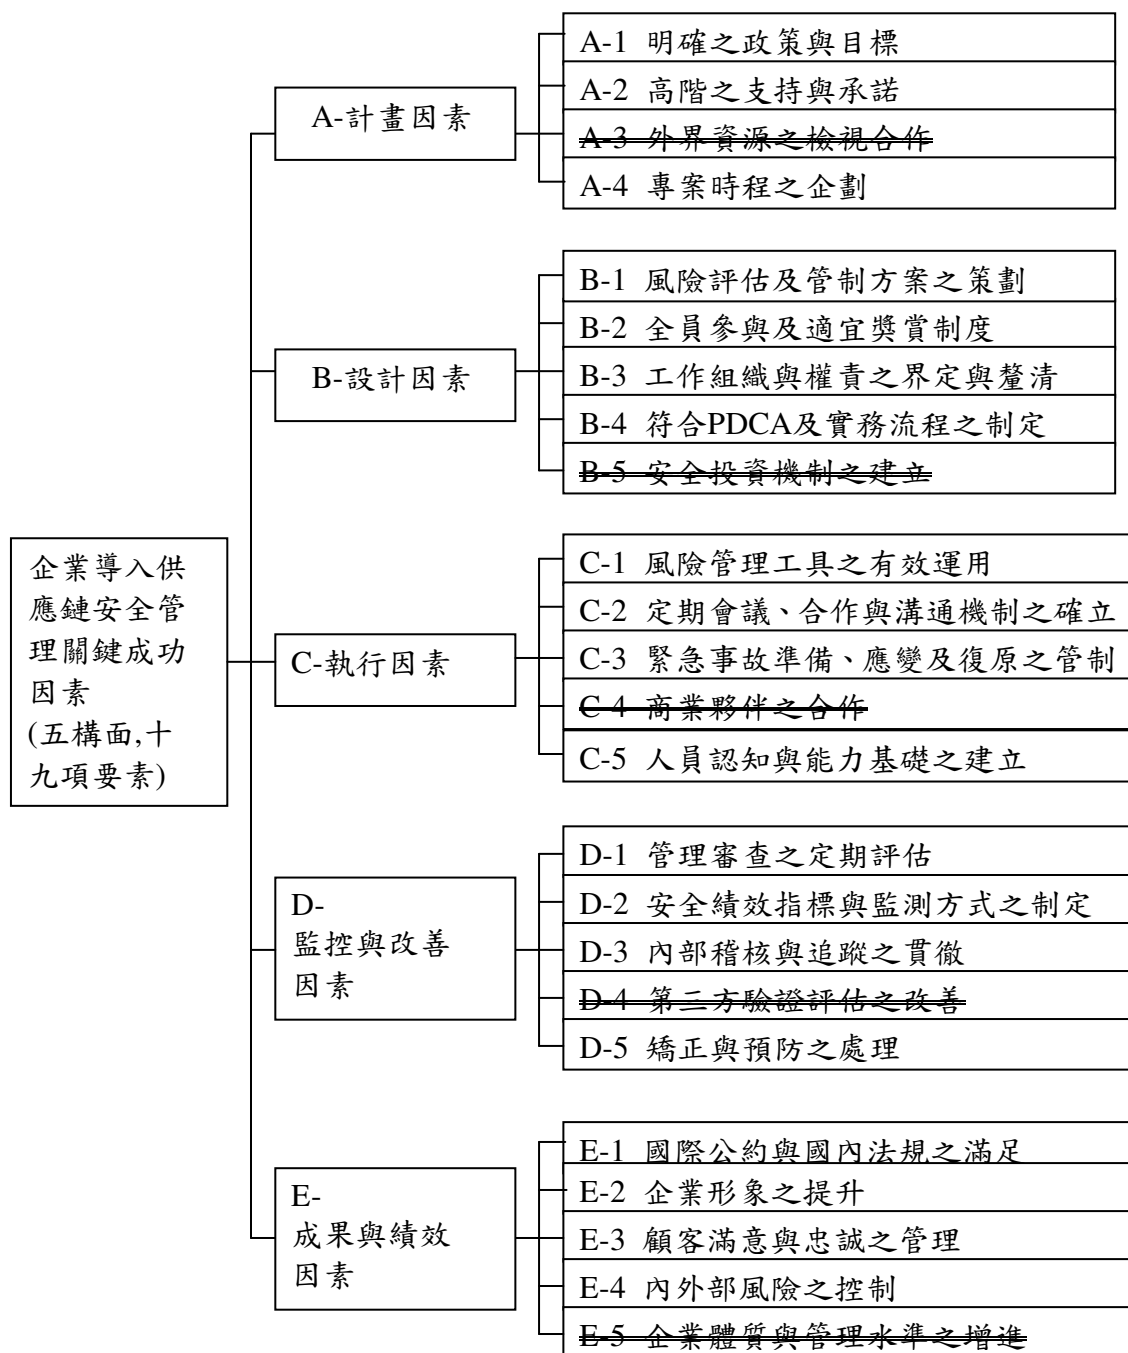 A-1 明確之政策與目標
A-2 高階之支持與承諾
A-計畫因素
A-3 外界資源之檢視合作
A-4 專案時程之企劃
B-1 風險評估及管制方案之策劃
B-2 全員參與及適宜獎賞制度
B-設計因素
B-3 工作組織與權責之界定與釐清
B-4 符合PDCA及實務流程之制定
B-5 安全投資機制之建立
企業導入供
應鏈安全管
理關鍵成功
因素
(五構面,十
九項要素)
C-1 風險管理工具之有效運用
C-2 定期會議、合作與溝通機制之確立
C-執行因素
C-3 緊急事故準備、應變及復原之管制
C-4 商業夥伴之合作
C-5 人員認知與能力基礎之建立
D-
監控與改善
因素
D-1 管理審查之定期評估
D-2 安全績效指標與監測方式之制定
D-3 內部稽核與追蹤之貫徹
D-4 第三方驗證評估之改善
D-5 矯正與預防之處理
E-
成果與績效
因素
E-1 國際公約與國內法規之滿足
E-2 企業形象之提升
E-3 顧客滿意與忠誠之管理
E-4 內外部風險之控制
E-5 企業體質與管理水準之增進